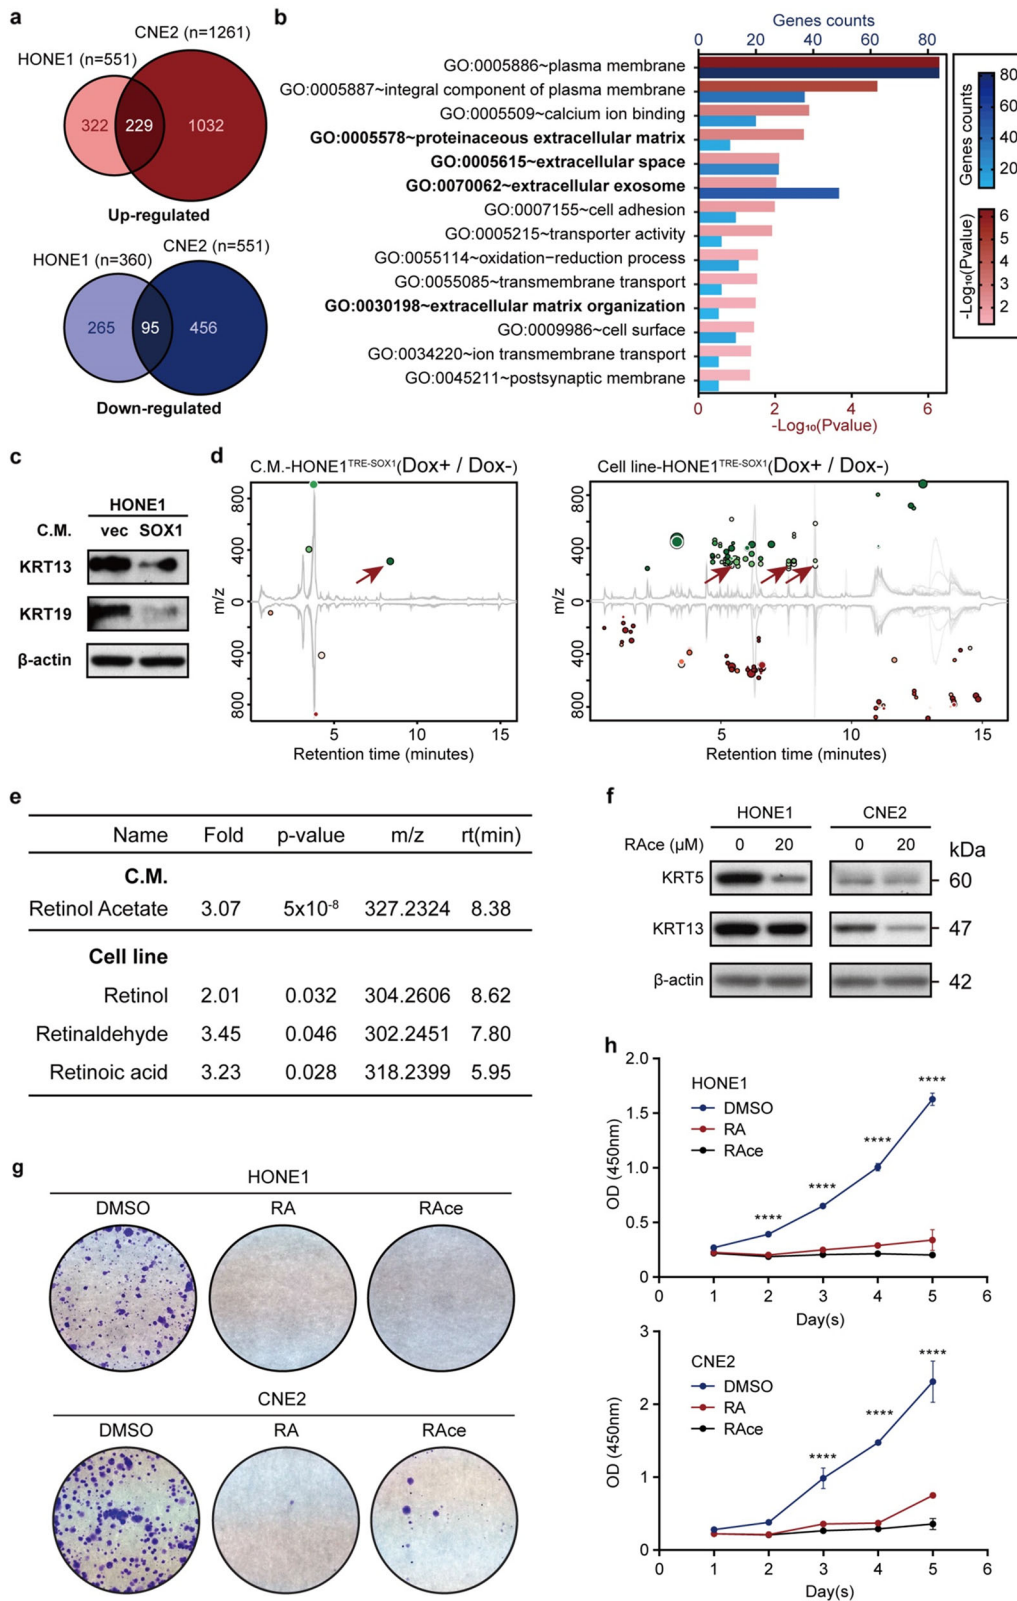 a
CNE2 (n=1261)
HONE1 (n=551)
322 229 1032
Up-regulated
CNE2 (n=551)
HONE1 (n=360)
265 95 456
Down-regulated
b
Genes counts
0 20 40 60 80
GO:0005886~plasma membrane
GO:0005887~integral component of plasma membrane
GO:0005509~calcium ion binding
GO:0005578~proteinaceous extracellular matrix
GO:0005615~extracellular space
GO:0070062~extracellular exosome
GO:0007155~cell adhesion
GO:0005215~transporter activity
GO:0055114~oxidation−reduction process
GO:0055085~transmembrane transport
GO:0030198~extracellular matrix organization
GO:0009986~cell surface
GO:0034220~ion transmembrane transport
GO:0045211~postsynaptic membrane
0 2 4 6
-Log₁₀(Pvalue)
Genes counts
80
60
40
20
-Log₁₀(Pvalue)
6
5
4
3
2
c
HONE1
C.M. vec SOX1
KRT13
KRT19
β-actin
d
C.M.-HONE1ᵀᴿᴱ⁻ˢᴼˣ¹(Dox+ / Dox-)
m/z
800
400
0
400
800
5 10 15
Retention time (minutes)
Cell line-HONE1ᵀᴿᴱ⁻ˢᴼˣ¹(Dox+ / Dox-)
m/z
800
400
0
400
800
5 10 15
Retention time (minutes)
e
Name Fold p-value m/z rt(min)
C.M.
Retinol Acetate 3.07 5x10⁻⁸ 327.2324 8.38
Cell line
Retinol 2.01 0.032 304.2606 8.62
Retinaldehyde 3.45 0.046 302.2451 7.80
Retinoic acid 3.23 0.028 318.2399 5.95
f
HONE1 CNE2
RAce (μM) 0 20 0 20 kDa
KRT5 60
KRT13 47
β-actin 42
g
HONE1
DMSO RA RAce
CNE2
DMSO RA RAce
h
HONE1
DMSO
RA
RAce
OD (450nm)
2.0
1.5
1.0
0.5
0
**** **** **** ****
0 1 2 3 4 5 6
Day(s)
CNE2
DMSO
RA
RAce
OD (450nm)
3
2
1
0
**** **** ****
0 1 2 3 4 5 6
Day(s)